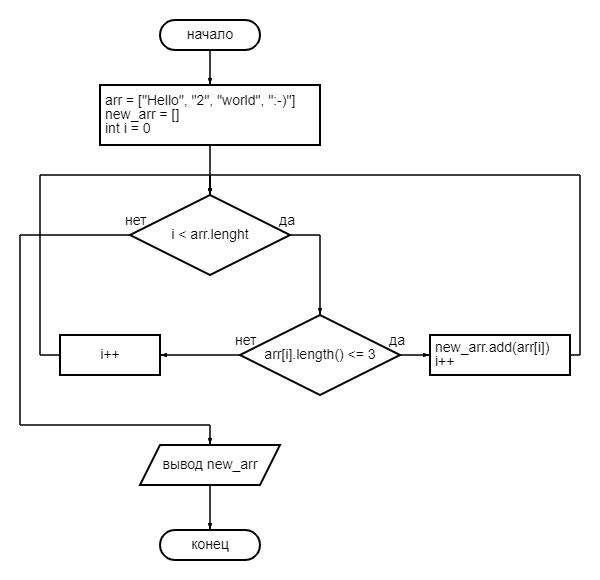 начало
arr = ["Hello", "2", "world", ":-)"]
new_arr = []
int i = 0
нет
да
i < arr.lenght
нет
да
i++
arr[i].length() <= 3
new_arr.add(arr[i])
i++
вывод new_arr
конец